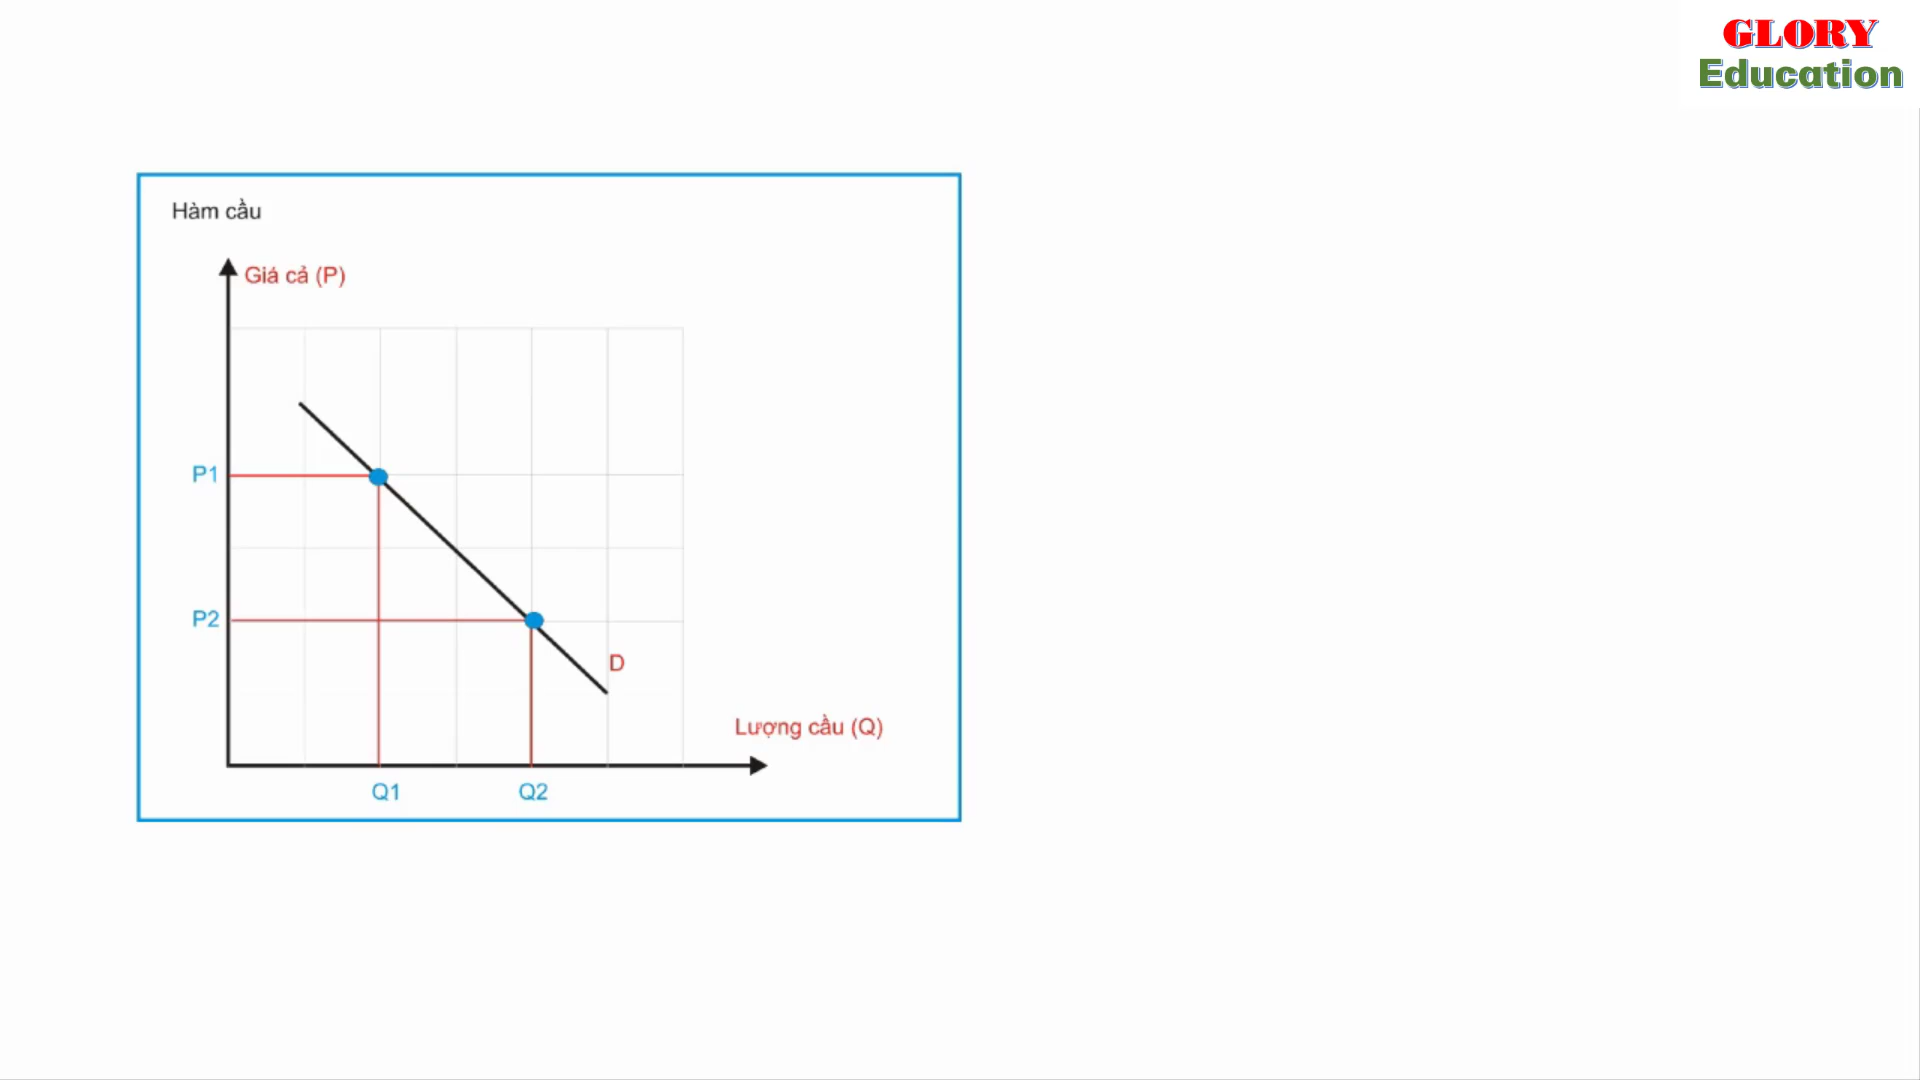 GLORY
Education
Hàm cầu
Giá cả (P)
P1
P2
D
Lượng cầu (Q)
Q1 Q2